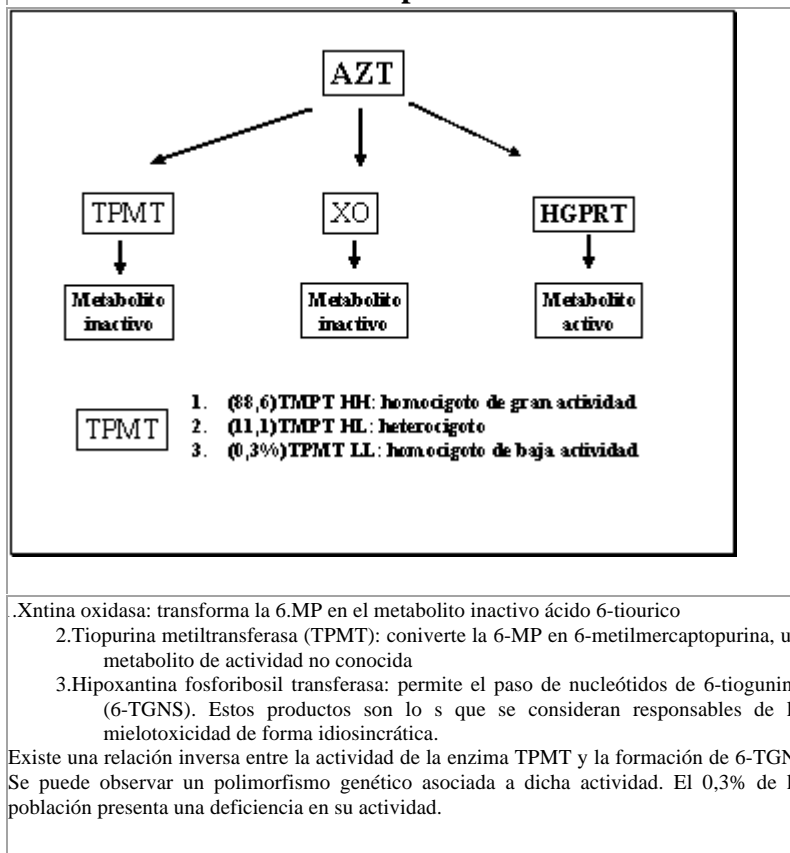 AZT
TPMT XO HGPRT
Metabolito Metabolito Metabolito
inactivo inactivo activo
TPMT
1. (88,6)TMPT HH: homocigoto de gran actividad
2. (11,1)TMPT HL: heterocigoto
3. (0,3%)TPMT LL: homocigoto de baja actividad
.Xntina oxidasa: transforma la 6.MP en el metabolito inactivo ácido 6-tiourico
2.Tiopurina metiltransferasa (TPMT): coniverte la 6-MP en 6-metilmercaptopurina, u
metabolito de actividad no conocida
3.Hipoxantina fosforibosil transferasa: permite el paso de nucleótidos de 6-tiogunin
(6-TGNS). Estos productos son lo s que se consideran responsables de l
mielotoxicidad de forma idiosincrática.
Existe una relación inversa entre la actividad de la enzima TPMT y la formación de 6-TGN
Se puede observar un polimorfismo genético asociada a dicha actividad. El 0,3% de l
población presenta una deficiencia en su actividad.